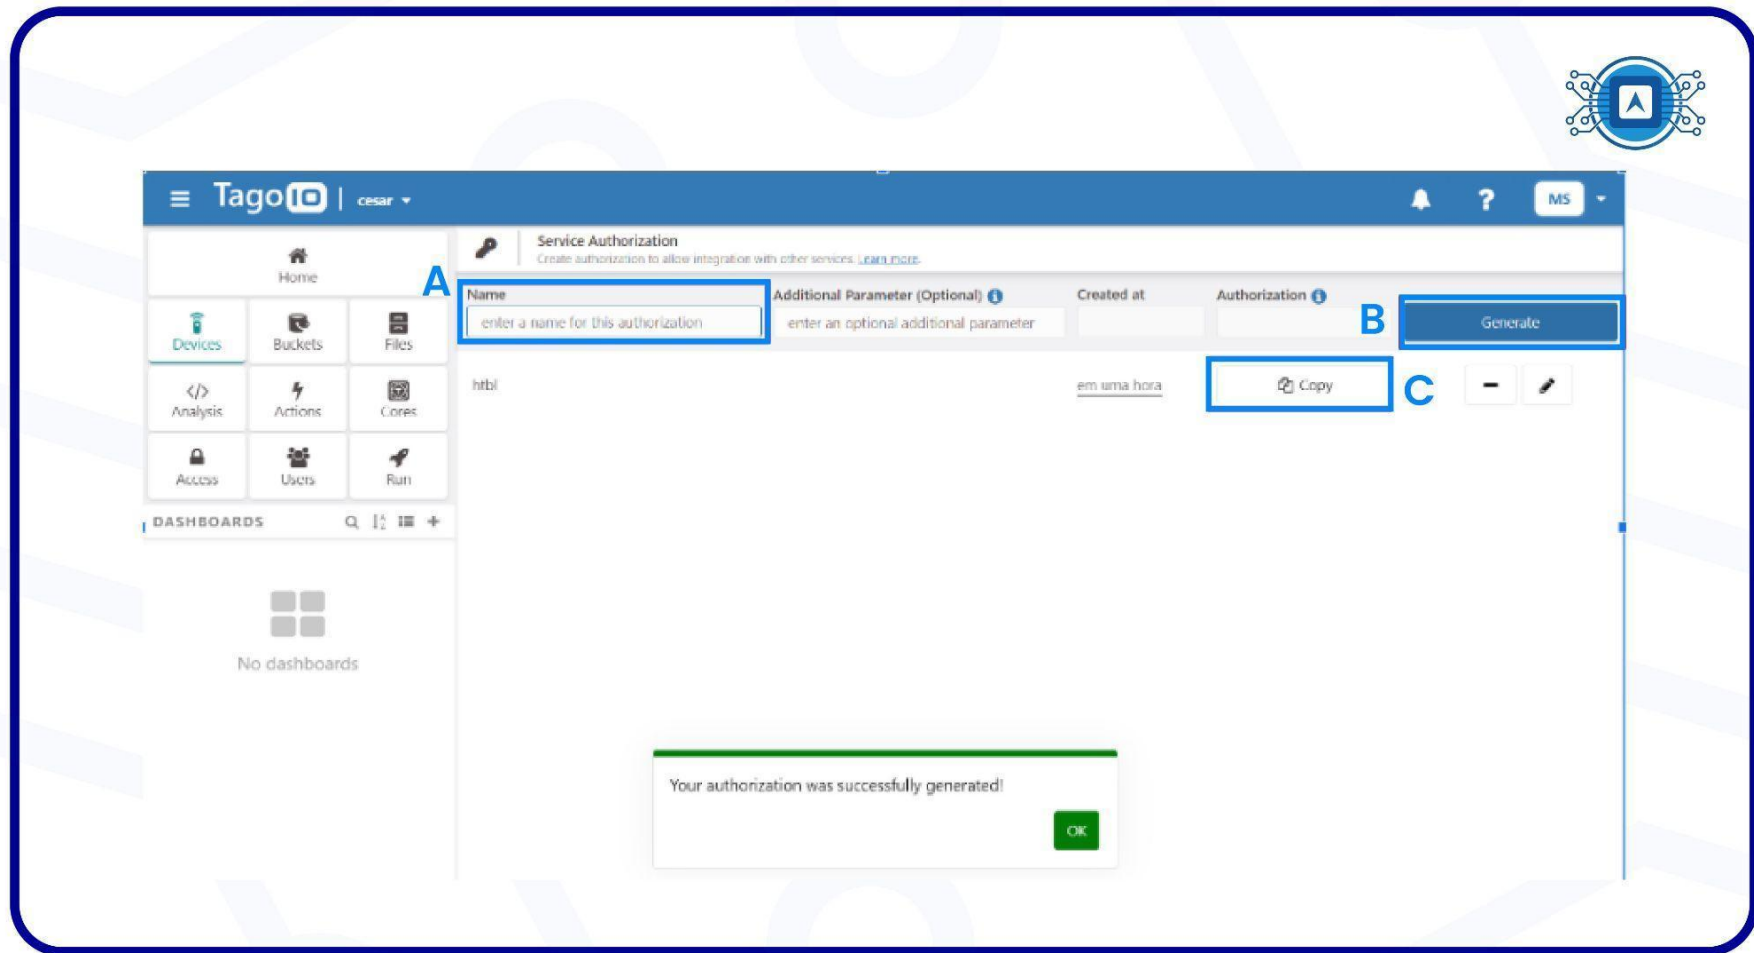 TagoIO | cesar
MS
Home
Devices
Buckets
Files
Analysis
Actions
Cores
Access
Users
Run
DASHBOARDS
No dashboards
Service Authorization
Create authorization to allow integration with other services. Learn more.
A
Name
Additional Parameter (Optional)
Created at
Authorization
enter a name for this authorization
enter an optional additional parameter
B
Generate
htbl
em uma hora
Copy
C
Your authorization was successfully generated!
OK